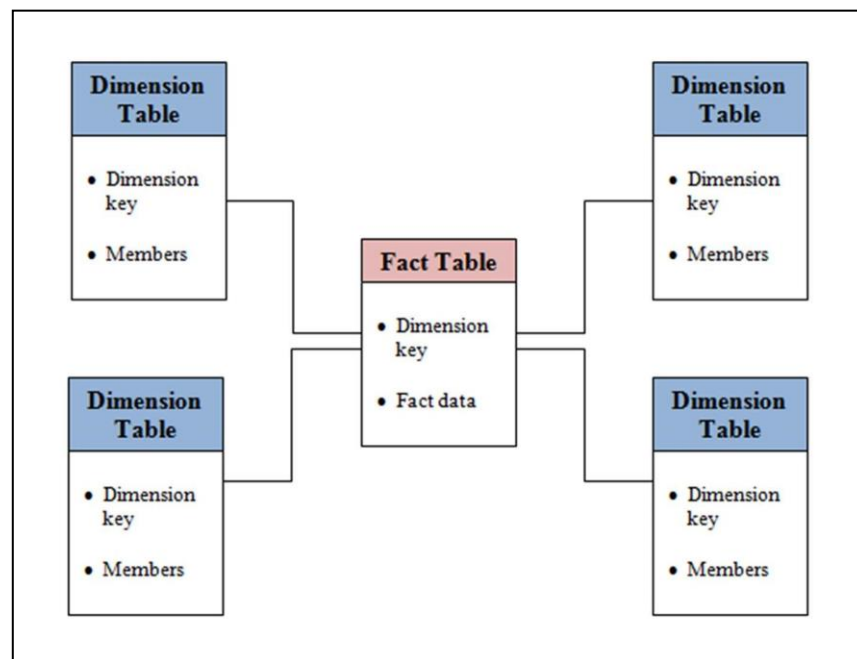 Dimension
Table
• Dimension
key
• Members
Dimension
Table
• Dimension
key
• Members
Fact Table
• Dimension
key
• Fact data
Dimension
Table
• Dimension
key
• Members
Dimension
Table
• Dimension
key
• Members